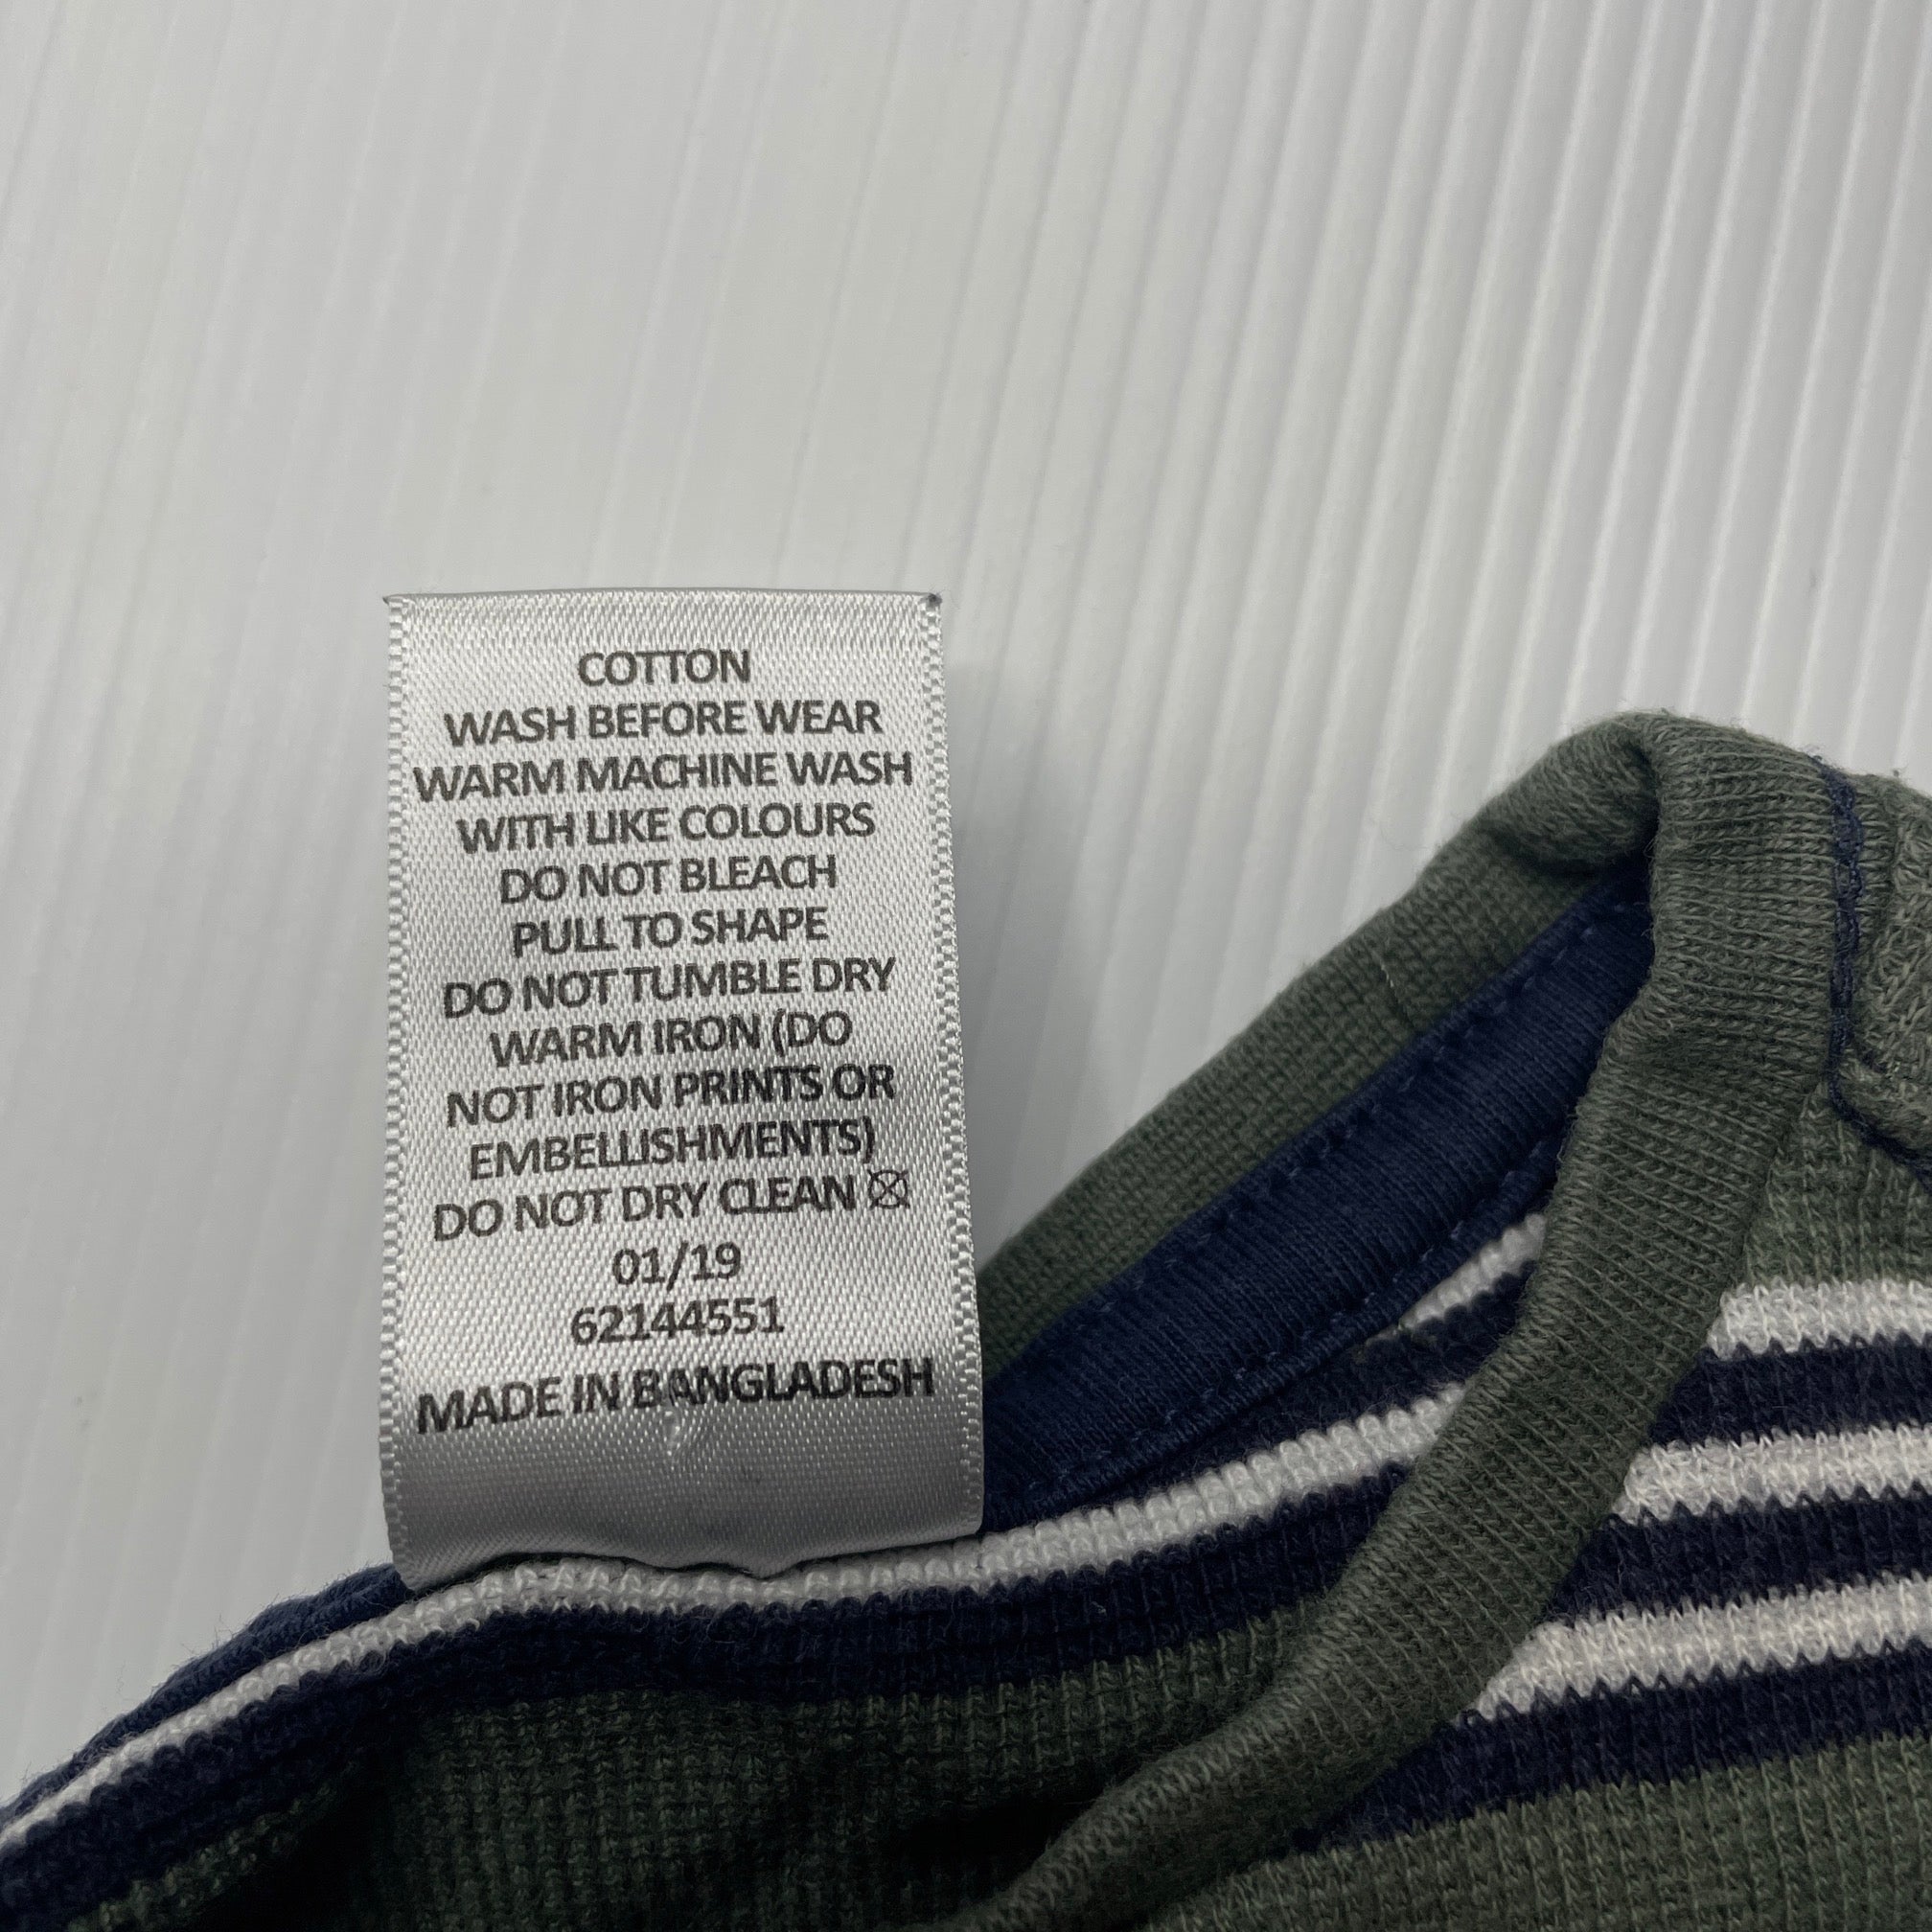 COTTON
WASH BEFORE WEAR
WARM MACHINE WASH
WITH LIKE COLOURS
DO NOT BLEACH
PULL TO SHAPE
DO NOT TUMBLE DRY
WARM IRON (DO
NOT IRON PRINTS OR
EMBELLISHMENTS)
DO NOT DRY CLEAN
01/19
62144551
MADE IN BANGLADESH